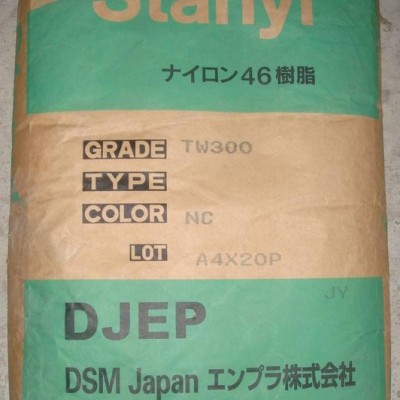 Stanyl
ナイロン46樹脂
GRADE TW300
TYPE
COLOR NC
LOT A4X20P
JY
DJEP
DSM Japan エンプラ株式会社